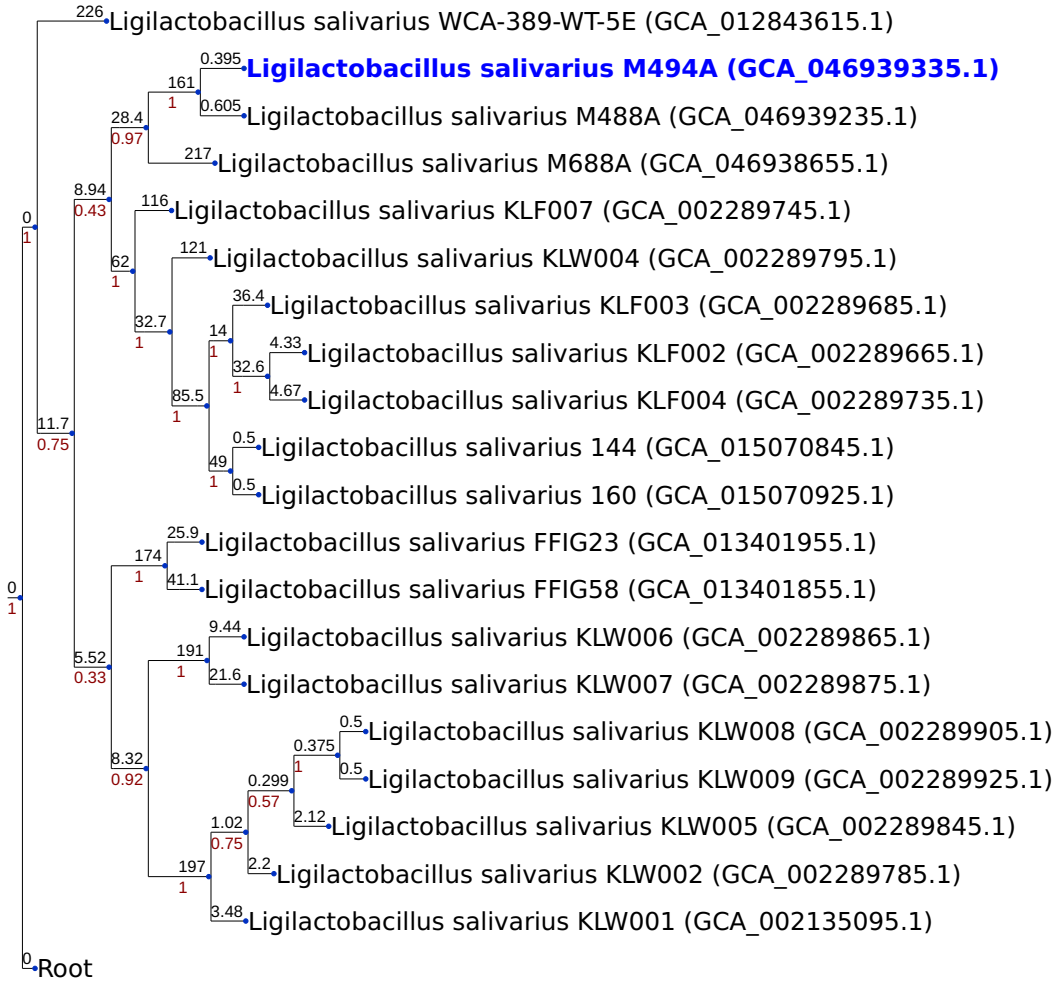 226
Ligilactobacillus salivarius WCA-389-WT-5E (GCA_012843615.1)
0.395
Ligilactobacillus salivarius M494A (GCA_046939335.1)
161
1
0.605
Ligilactobacillus salivarius M488A (GCA_046939235.1)
28.4
0.97
217
Ligilactobacillus salivarius M688A (GCA_046938655.1)
8.94
0.43
116
Ligilactobacillus salivarius KLF007 (GCA_002289745.1)
0
1
121
Ligilactobacillus salivarius KLW004 (GCA_002289795.1)
62
1
36.4
Ligilactobacillus salivarius KLF003 (GCA_002289685.1)
32.7
1
14
1
4.33
Ligilactobacillus salivarius KLF002 (GCA_002289665.1)
32.6
1
4.67
Ligilactobacillus salivarius KLF004 (GCA_002289735.1)
85.5
1
11.7
0.75
0.5
Ligilactobacillus salivarius 144 (GCA_015070845.1)
49
1
0.5
Ligilactobacillus salivarius 160 (GCA_015070925.1)
25.9
Ligilactobacillus salivarius FFIG23 (GCA_013401955.1)
174
1
41.1
Ligilactobacillus salivarius FFIG58 (GCA_013401855.1)
0
1
9.44
Ligilactobacillus salivarius KLW006 (GCA_002289865.1)
5.52
0.33
191
1
21.6
Ligilactobacillus salivarius KLW007 (GCA_002289875.1)
0.5
Ligilactobacillus salivarius KLW008 (GCA_002289905.1)
8.32
0.92
0.375
1
0.5
Ligilactobacillus salivarius KLW009 (GCA_002289925.1)
0.299
0.57
2.12
Ligilactobacillus salivarius KLW005 (GCA_002289845.1)
1.02
0.75
2.2
Ligilactobacillus salivarius KLW002 (GCA_002289785.1)
197
1
3.48
Ligilactobacillus salivarius KLW001 (GCA_002135095.1)
0
Root